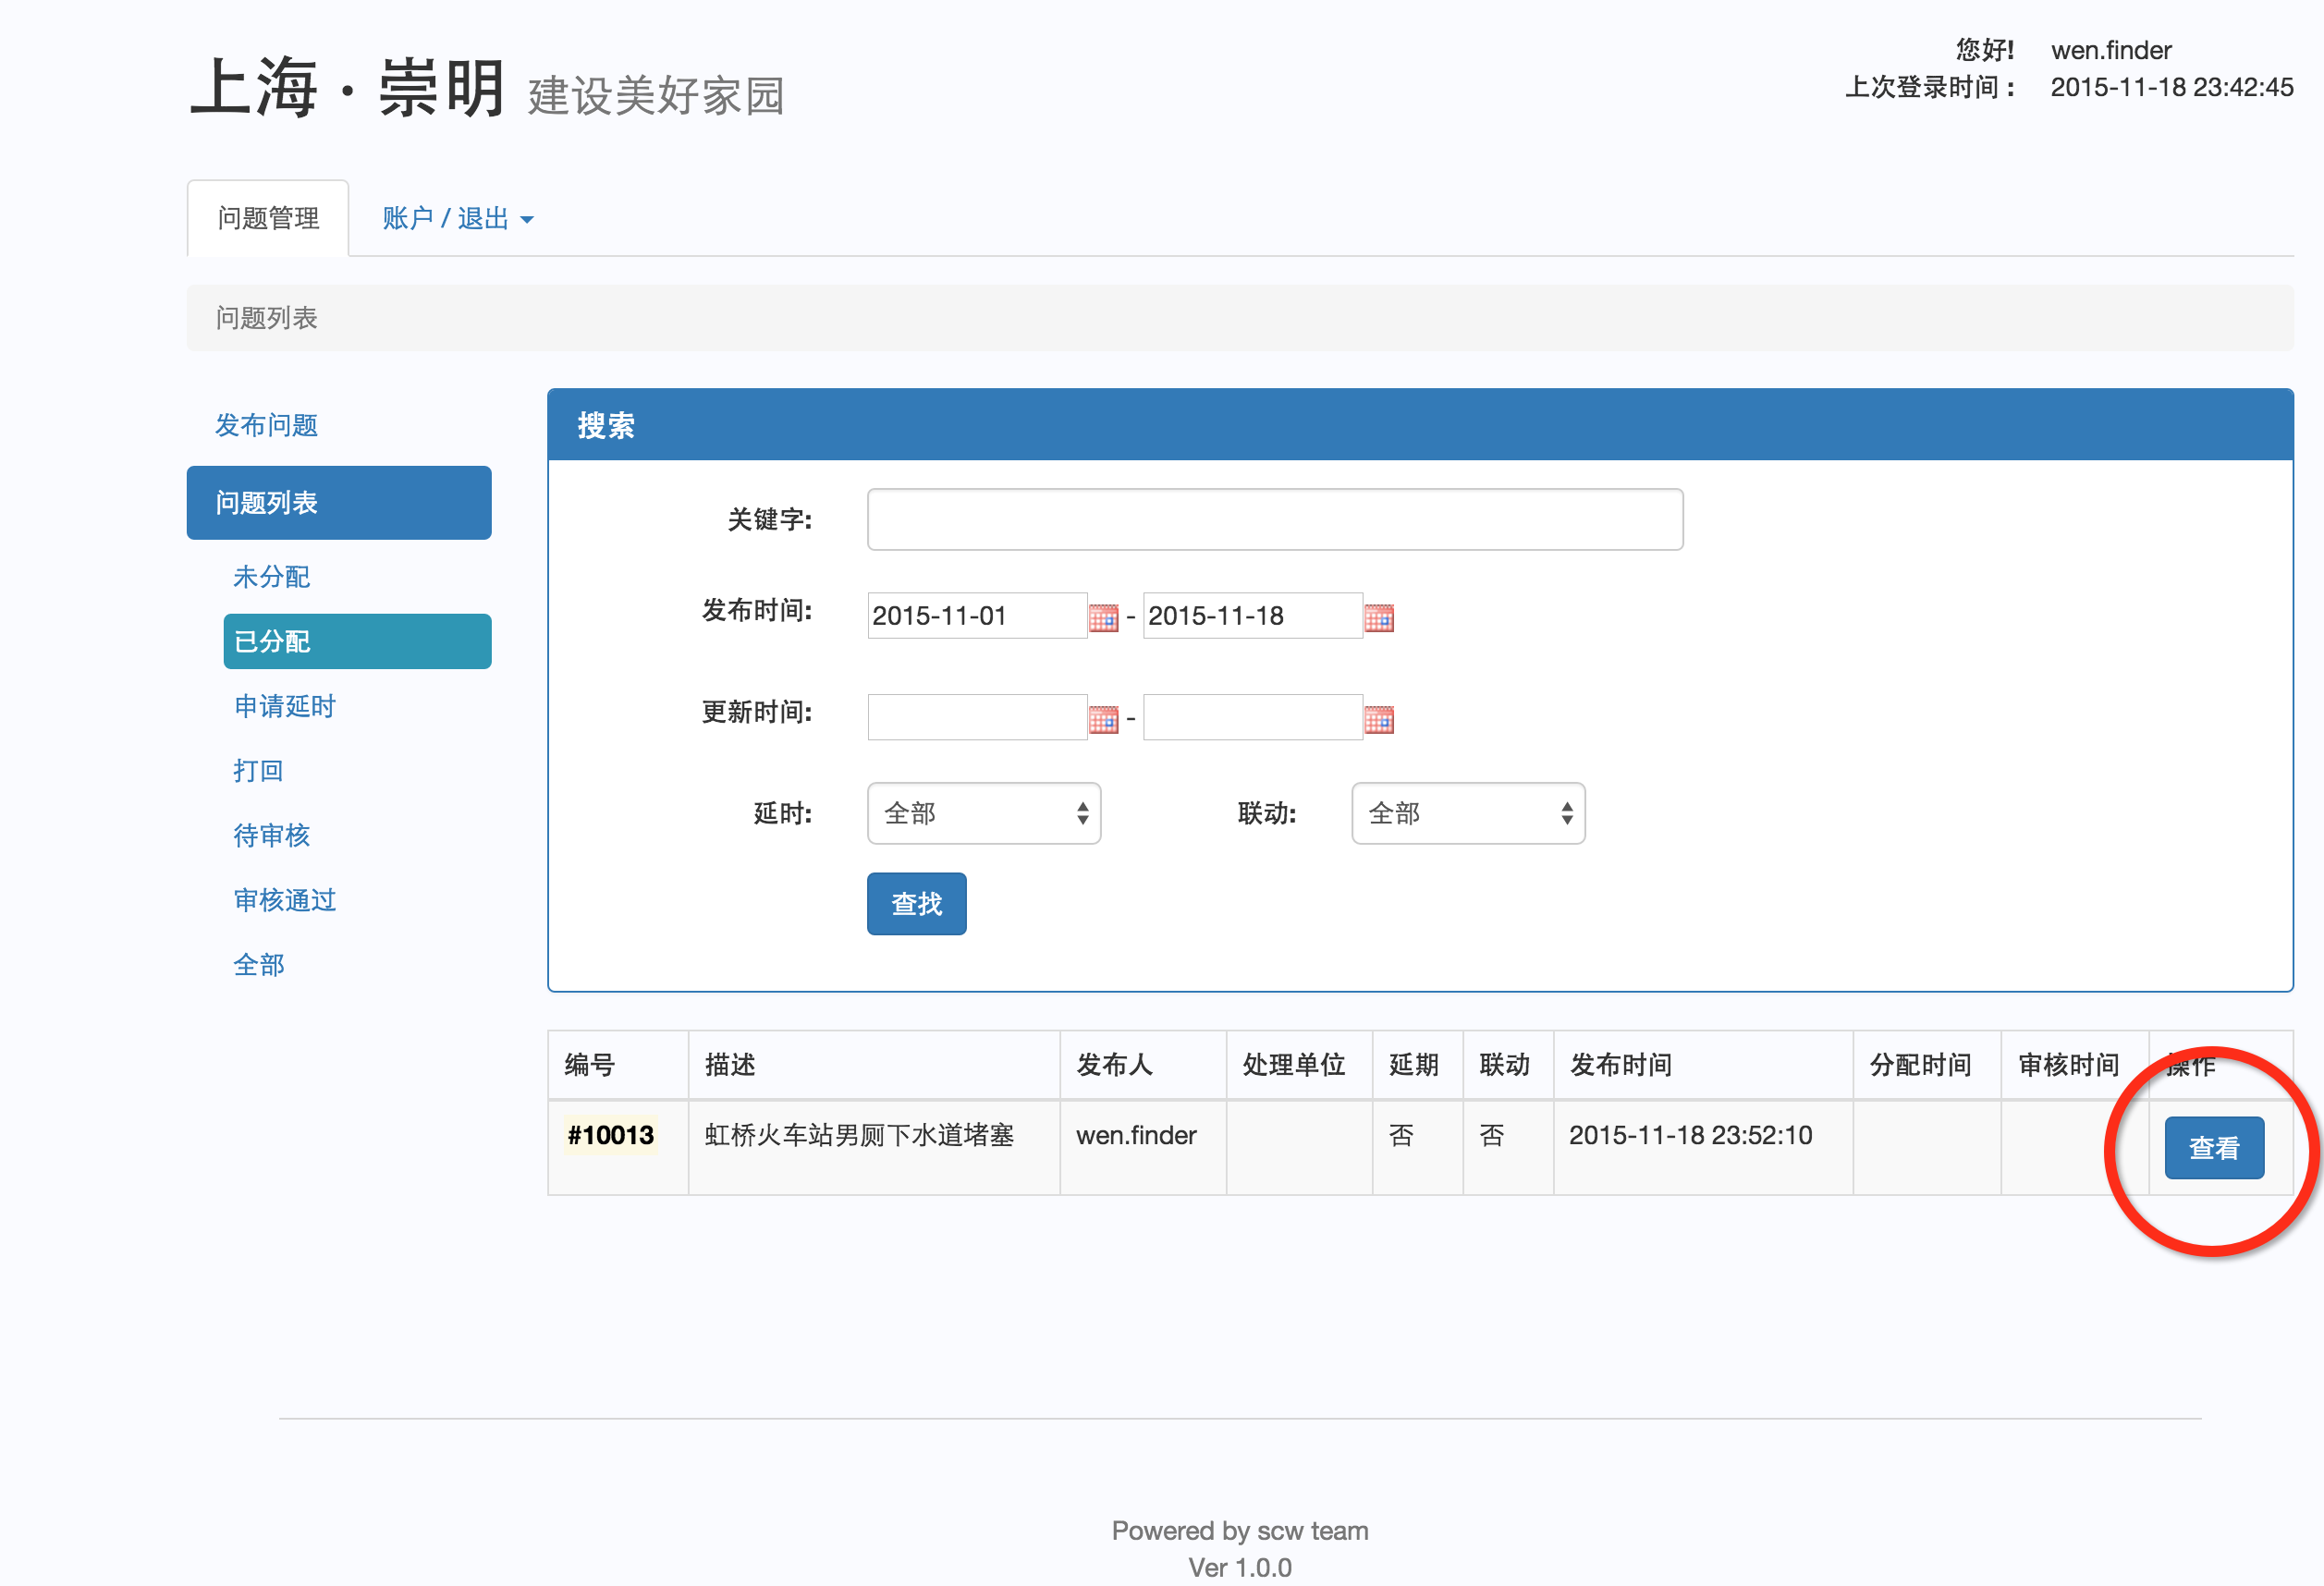 上海 · 崇明 建设美好家园
您好! wen.finder
上次登录时间： 2015-11-18 23:42:45
问题管理 账户 / 退出
问题列表
发布问题
问题列表
未分配
已分配
申请延时
打回
待审核
审核通过
全部
搜索
关键字:
发布时间: 2015-11-01 - 2015-11-18
更新时间: -
延时: 全部 联动: 全部
查找
编号 描述 发布人 处理单位 延期 联动 发布时间 分配时间 审核时间 操作
#10013 虹桥火车站男厕下水道堵塞 wen.finder 否 否 2015-11-18 23:52:10 查看
Powered by scw team
Ver 1.0.0